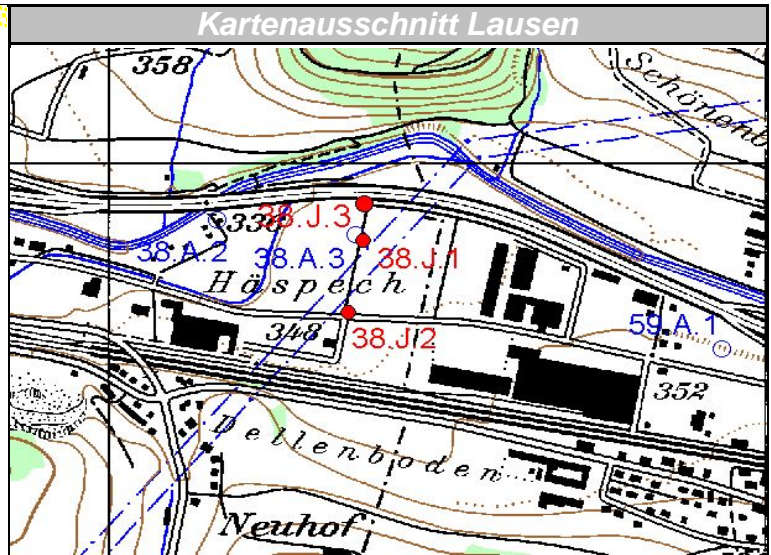 Kartenausschnitt Lausen
358
Schönenb
38.J.3
338
38.A.2
38.A.3
38.J.1
Häspech
348
38.J.2
59.A.1
352
Dellenboden
Neuhof